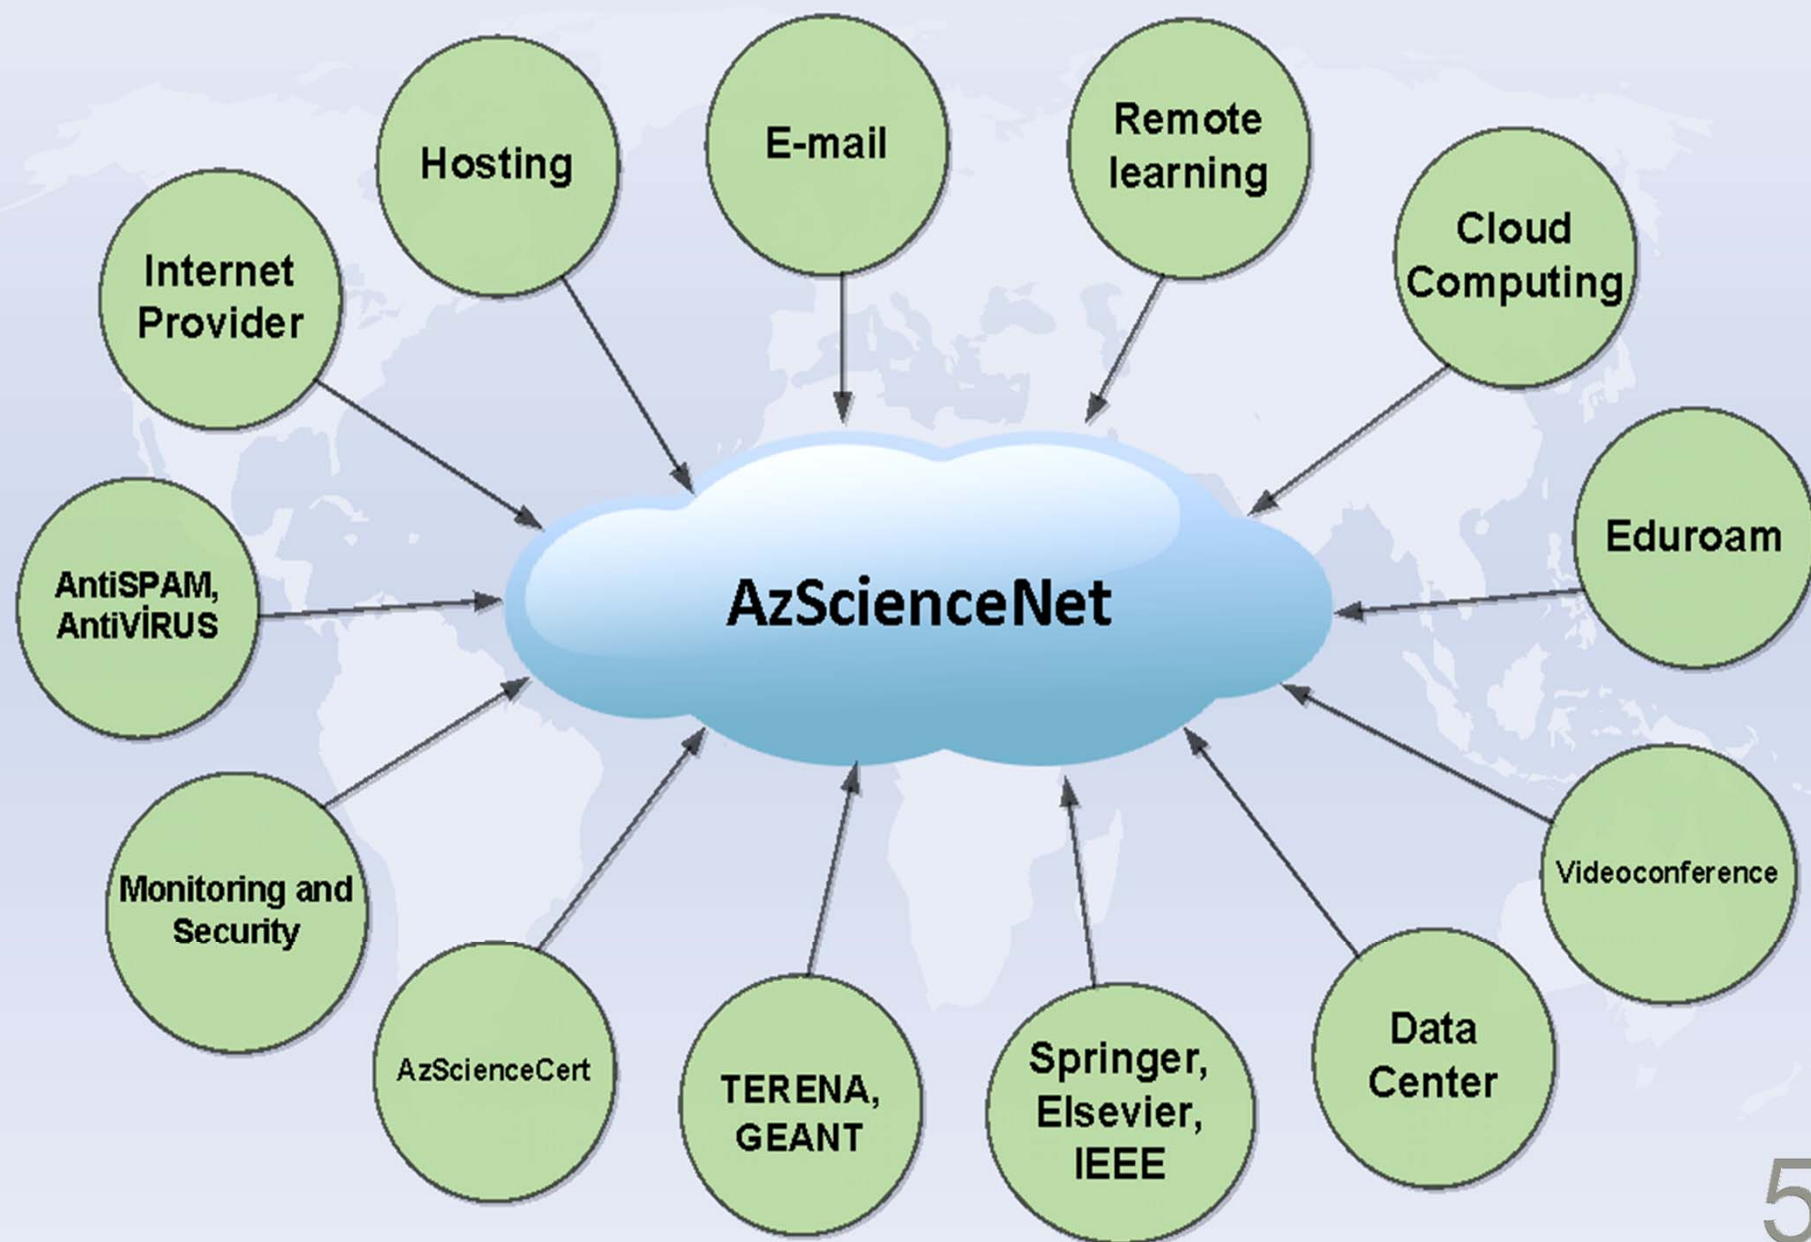 Hosting
E-mail
Remote
learning
Cloud
Computing
Internet
Provider
Eduroam
AntiSPAM,
AntiVİRUS
AzScienceNet
Monitoring and
Security
Videoconference
AzScienceCert
TERENA,
GEANT
Springer,
Elsevier,
IEEE
Data
Center
5